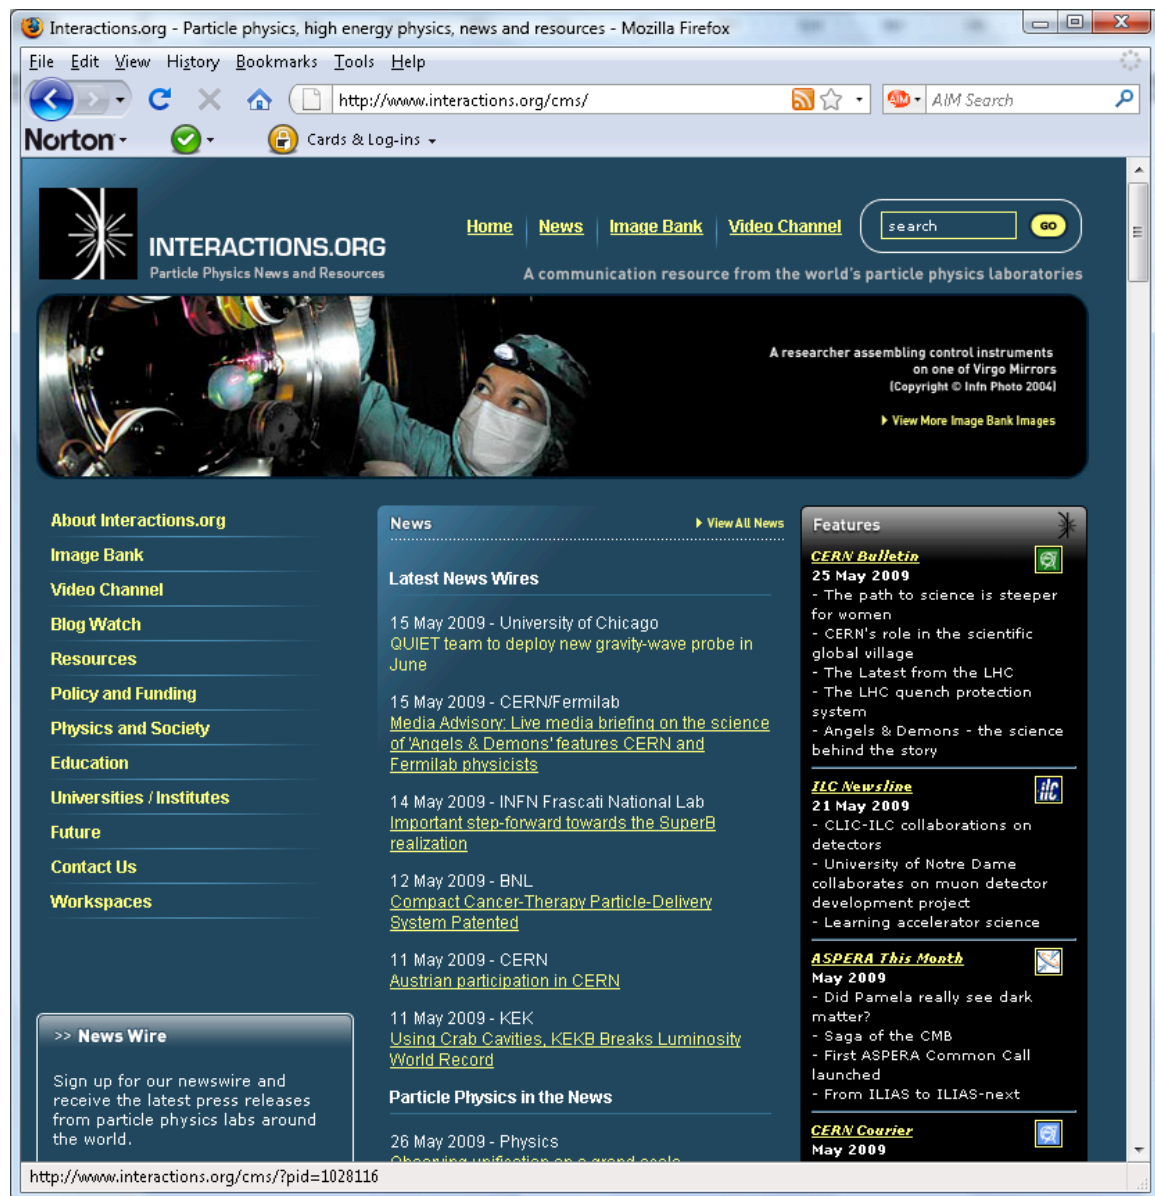 Interactions.org - Particle physics, high energy physics, news and resources - Mozilla Firefox
File Edit View History Bookmarks Tools Help
http://www.interactions.org/cms/
AIM AIM Search
Norton
Cards & Log-ins
Home News Image Bank Video Channel search GO
INTERACTIONS.ORG
Particle Physics News and Resources
A communication resource from the world's particle physics laboratories
A researcher assembling control instruments
on one of Virgo Mirrors
(Copyright © Infn Photo 2004)
View More Image Bank Images
About Interactions.org
Image Bank
Video Channel
Blog Watch
Resources
Policy and Funding
Physics and Society
Education
Universities / Institutes
Future
Contact Us
Workspaces
>> News Wire
Sign up for our newswire and
receive the latest press releases
from particle physics labs around
the world.
News View All News
Latest News Wires
15 May 2009 - University of Chicago
QUIET team to deploy new gravity-wave probe in
June
15 May 2009 - CERN/Fermilab
Media Advisory: Live media briefing on the science
of 'Angels & Demons' features CERN and
Fermilab physicists
14 May 2009 - INFN Frascati National Lab
Important step-forward towards the SuperB
realization
12 May 2009 - BNL
Compact Cancer-Therapy Particle-Delivery
System Patented
11 May 2009 - CERN
Austrian participation in CERN
11 May 2009 - KEK
Using Crab Cavities, KEKB Breaks Luminosity
World Record
Particle Physics in the News
26 May 2009 - Physics
Observing unification on a grand scale
Features
CERN Bulletin
25 May 2009
- The path to science is steeper
for women
- CERN's role in the scientific
global village
- The Latest from the LHC
- The LHC quench protection
system
- Angels & Demons - the science
behind the story
ILC Newsline
ilc
21 May 2009
- CLIC-ILC collaborations on
detectors
- University of Notre Dame
collaborates on muon detector
development project
- Learning accelerator science
ASPERA This Month
May 2009
- Did Pamela really see dark
matter?
- Saga of the CMB
- First ASPERA Common Call
launched
- From ILIAS to ILIAS-next
CERN Courier
May 2009
http://www.interactions.org/cms/?pid=1028116